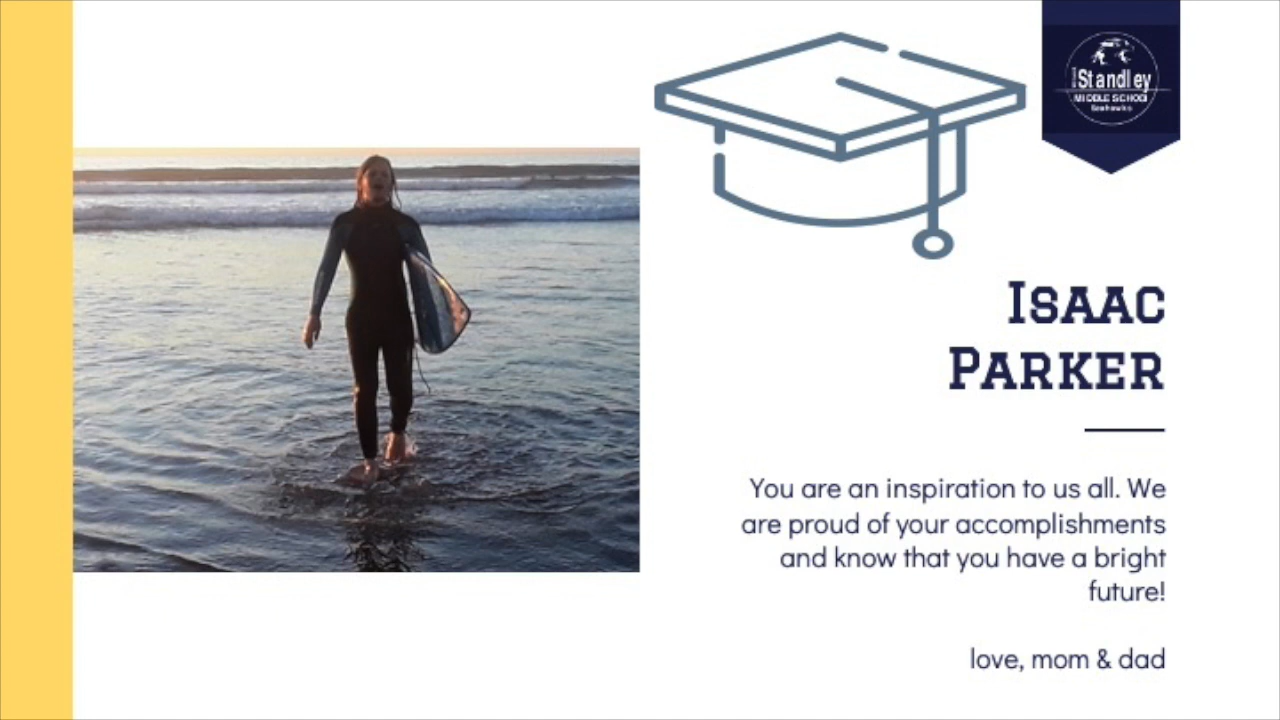 Standley
MIDDLE SCHOOL
Seahawks
Isaac
Parker
You are an inspiration to us all. We
are proud of your accomplishments
and know that you have a bright
future!
love, mom & dad